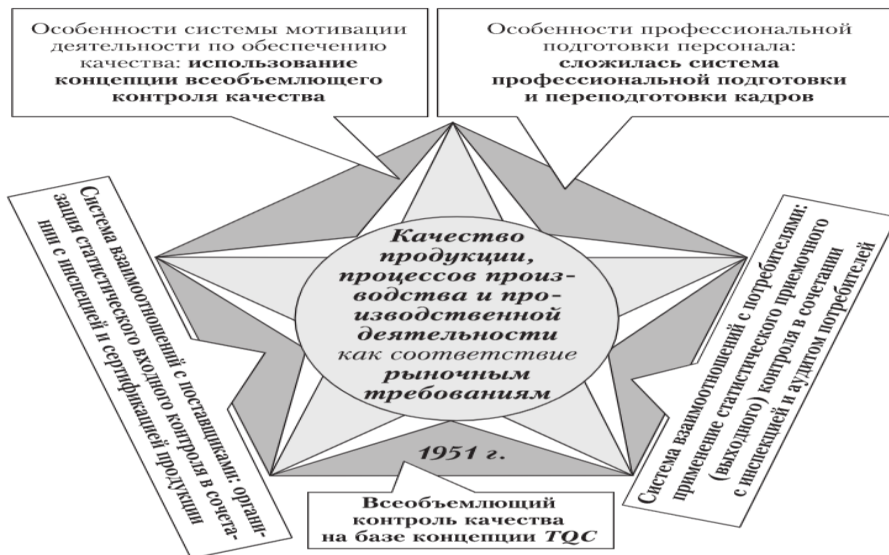 Особенности системы мотивации
деятельности по обеспечению
качества: использование
концепции всеобъемлющего
контроля качества
Особенности профессиональной
подготовки персонала:
сложилась система
профессиональной подготовки
и переподготовки кадров
Система взаимоотношений с поставщиками: органи-
зация статистического входного контроля в сочета-
нии с инспекцией и сертификацией продукции
Качество
продукции,
процессов произ-
водства и про-
изводственной
деятельности
как соответствие
рыночным
требованиям
Система взаимоотношений с потребителями:
применение статистического приемочного
(выходного) контроля в сочетании
с инспекцией и аудитом потребителей
1951 г.
Всеобъемлющий
контроль качества
на базе концепции TQC